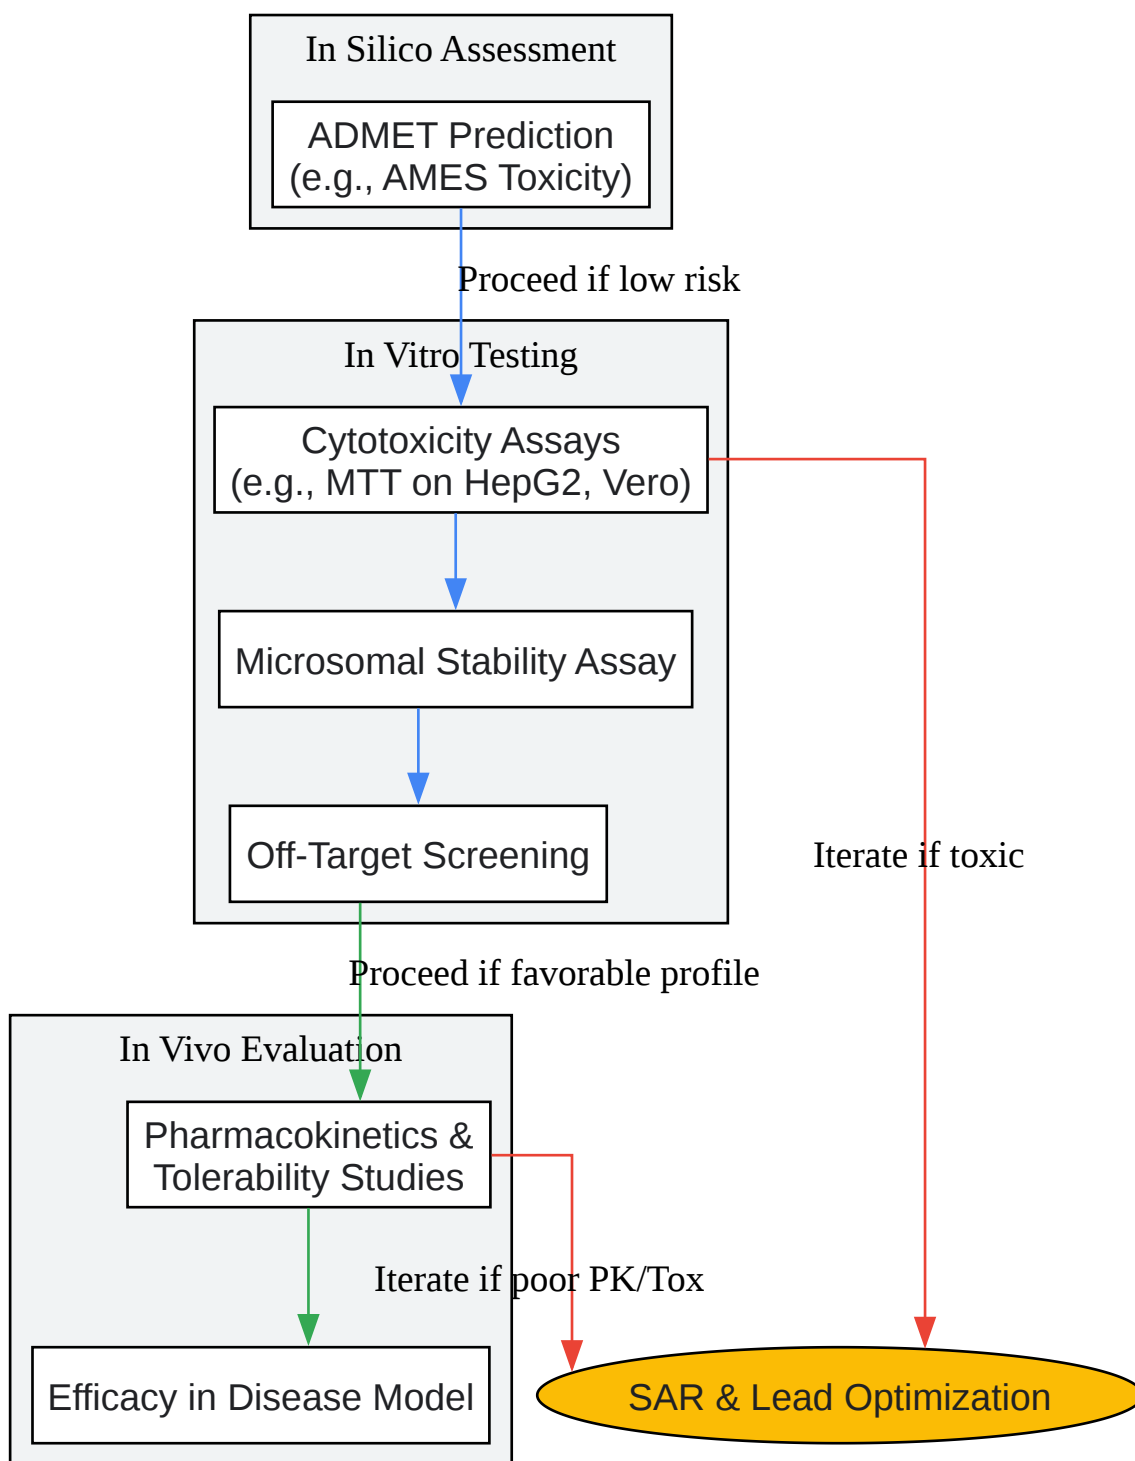 In Silico Assessment
ADMET Prediction
(e.g., AMES Toxicity)
Proceed if low risk
In Vitro Testing
Cytotoxicity Assays
(e.g., MTT on HepG2, Vero)
Microsomal Stability Assay
Off-Target Screening
Iterate if toxic
Proceed if favorable profile
In Vivo Evaluation
Pharmacokinetics &
Tolerability Studies
Iterate if poor PK/Tox
Efficacy in Disease Model
SAR & Lead Optimization